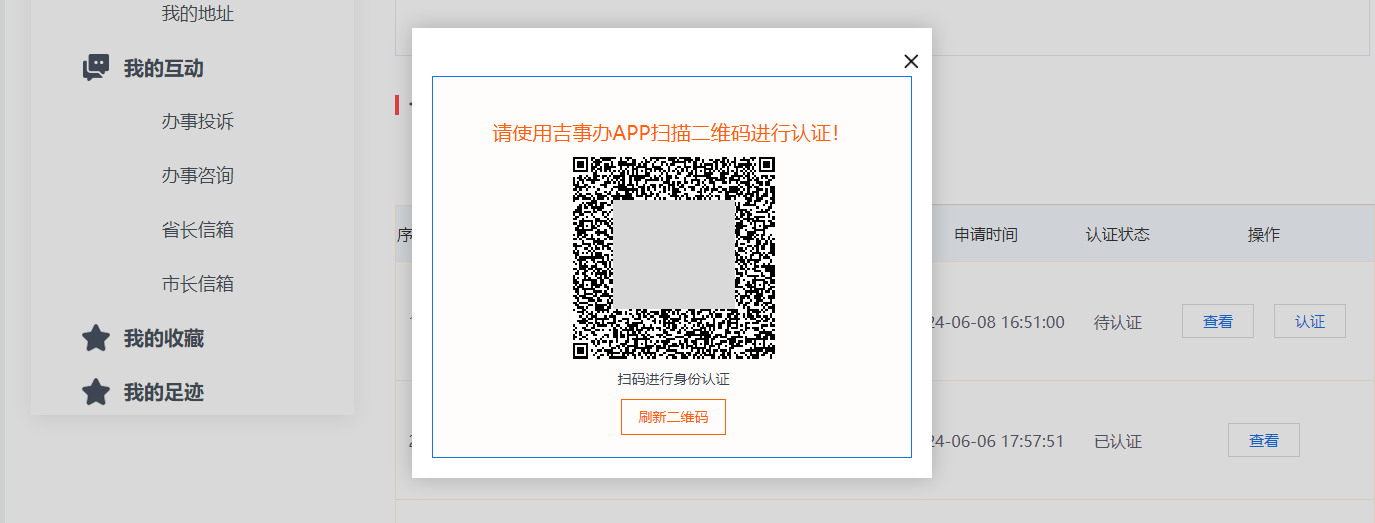 我的地址
我的互动
办事投诉
办事咨询
省长信箱
市长信箱
我的收藏
我的足迹
请使用吉事办APP扫描二维码进行认证！
扫码进行身份认证
刷新二维码
序 申请时间 认证状态 操作
24-06-08 16:51:00 待认证 查看 认证
24-06-06 17:57:51 已认证 查看